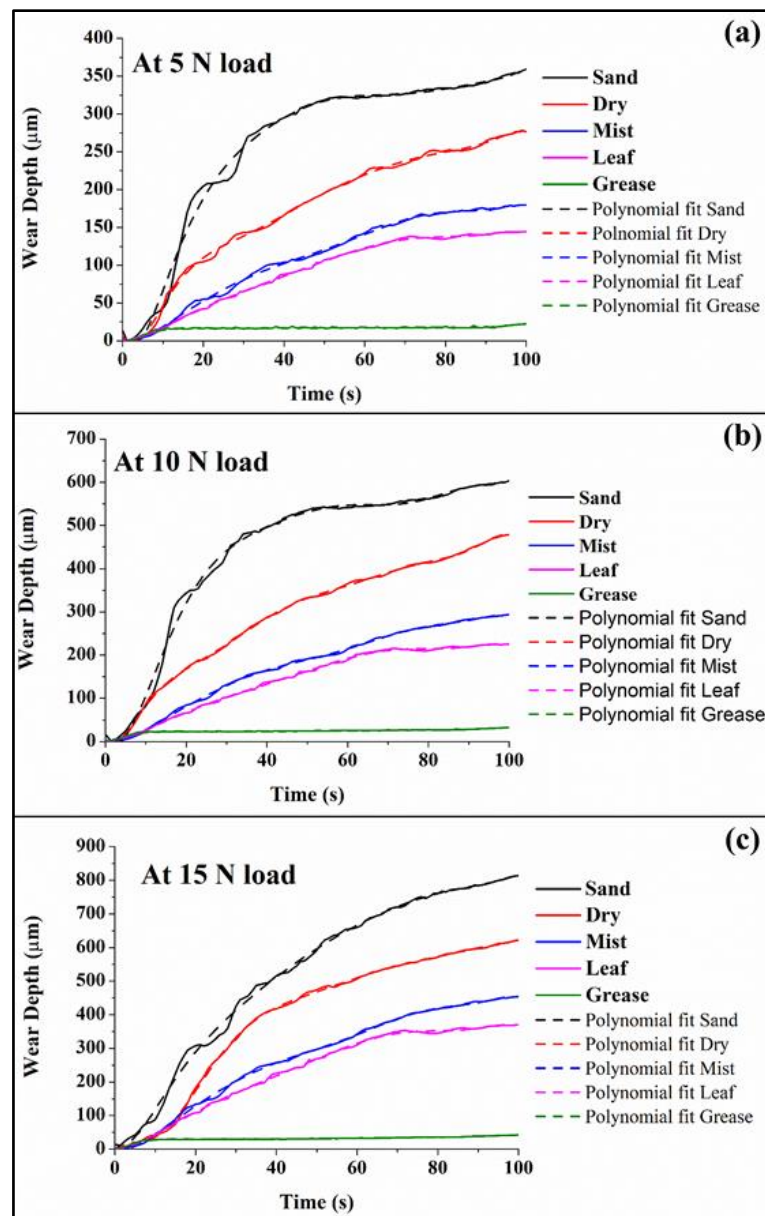 (a)
At 5 N load
400
350
300
250
200
150
100
50
0
Wear Depth (µm)
0 20 40 60 80 100
Time (s)
Sand
Dry
Mist
Leaf
Grease
Polynomial fit Sand
Polnomial fit Dry
Polynomial fit Mist
Polynomial fit Leaf
Polynomial fit Grease
(b)
At 10 N load
700
600
500
400
300
200
100
0
Wear Depth (µm)
0 20 40 60 80 100
Time (s)
Sand
Dry
Mist
Leaf
Grease
Polynomial fit Sand
Polynomial fit Dry
Polynomial fit Mist
Polynomial fit Leaf
Polynomial fit Grease
(c)
At 15 N load
900
800
700
600
500
400
300
200
100
0
Wear Depth (µm)
0 20 40 60 80 100
Time (s)
Sand
Dry
Mist
Leaf
Grease
Polynomial fit Sand
Polynomial fit Dry
Polynomial fit Mist
Polynomial fit Leaf
Polynomial fit Grease